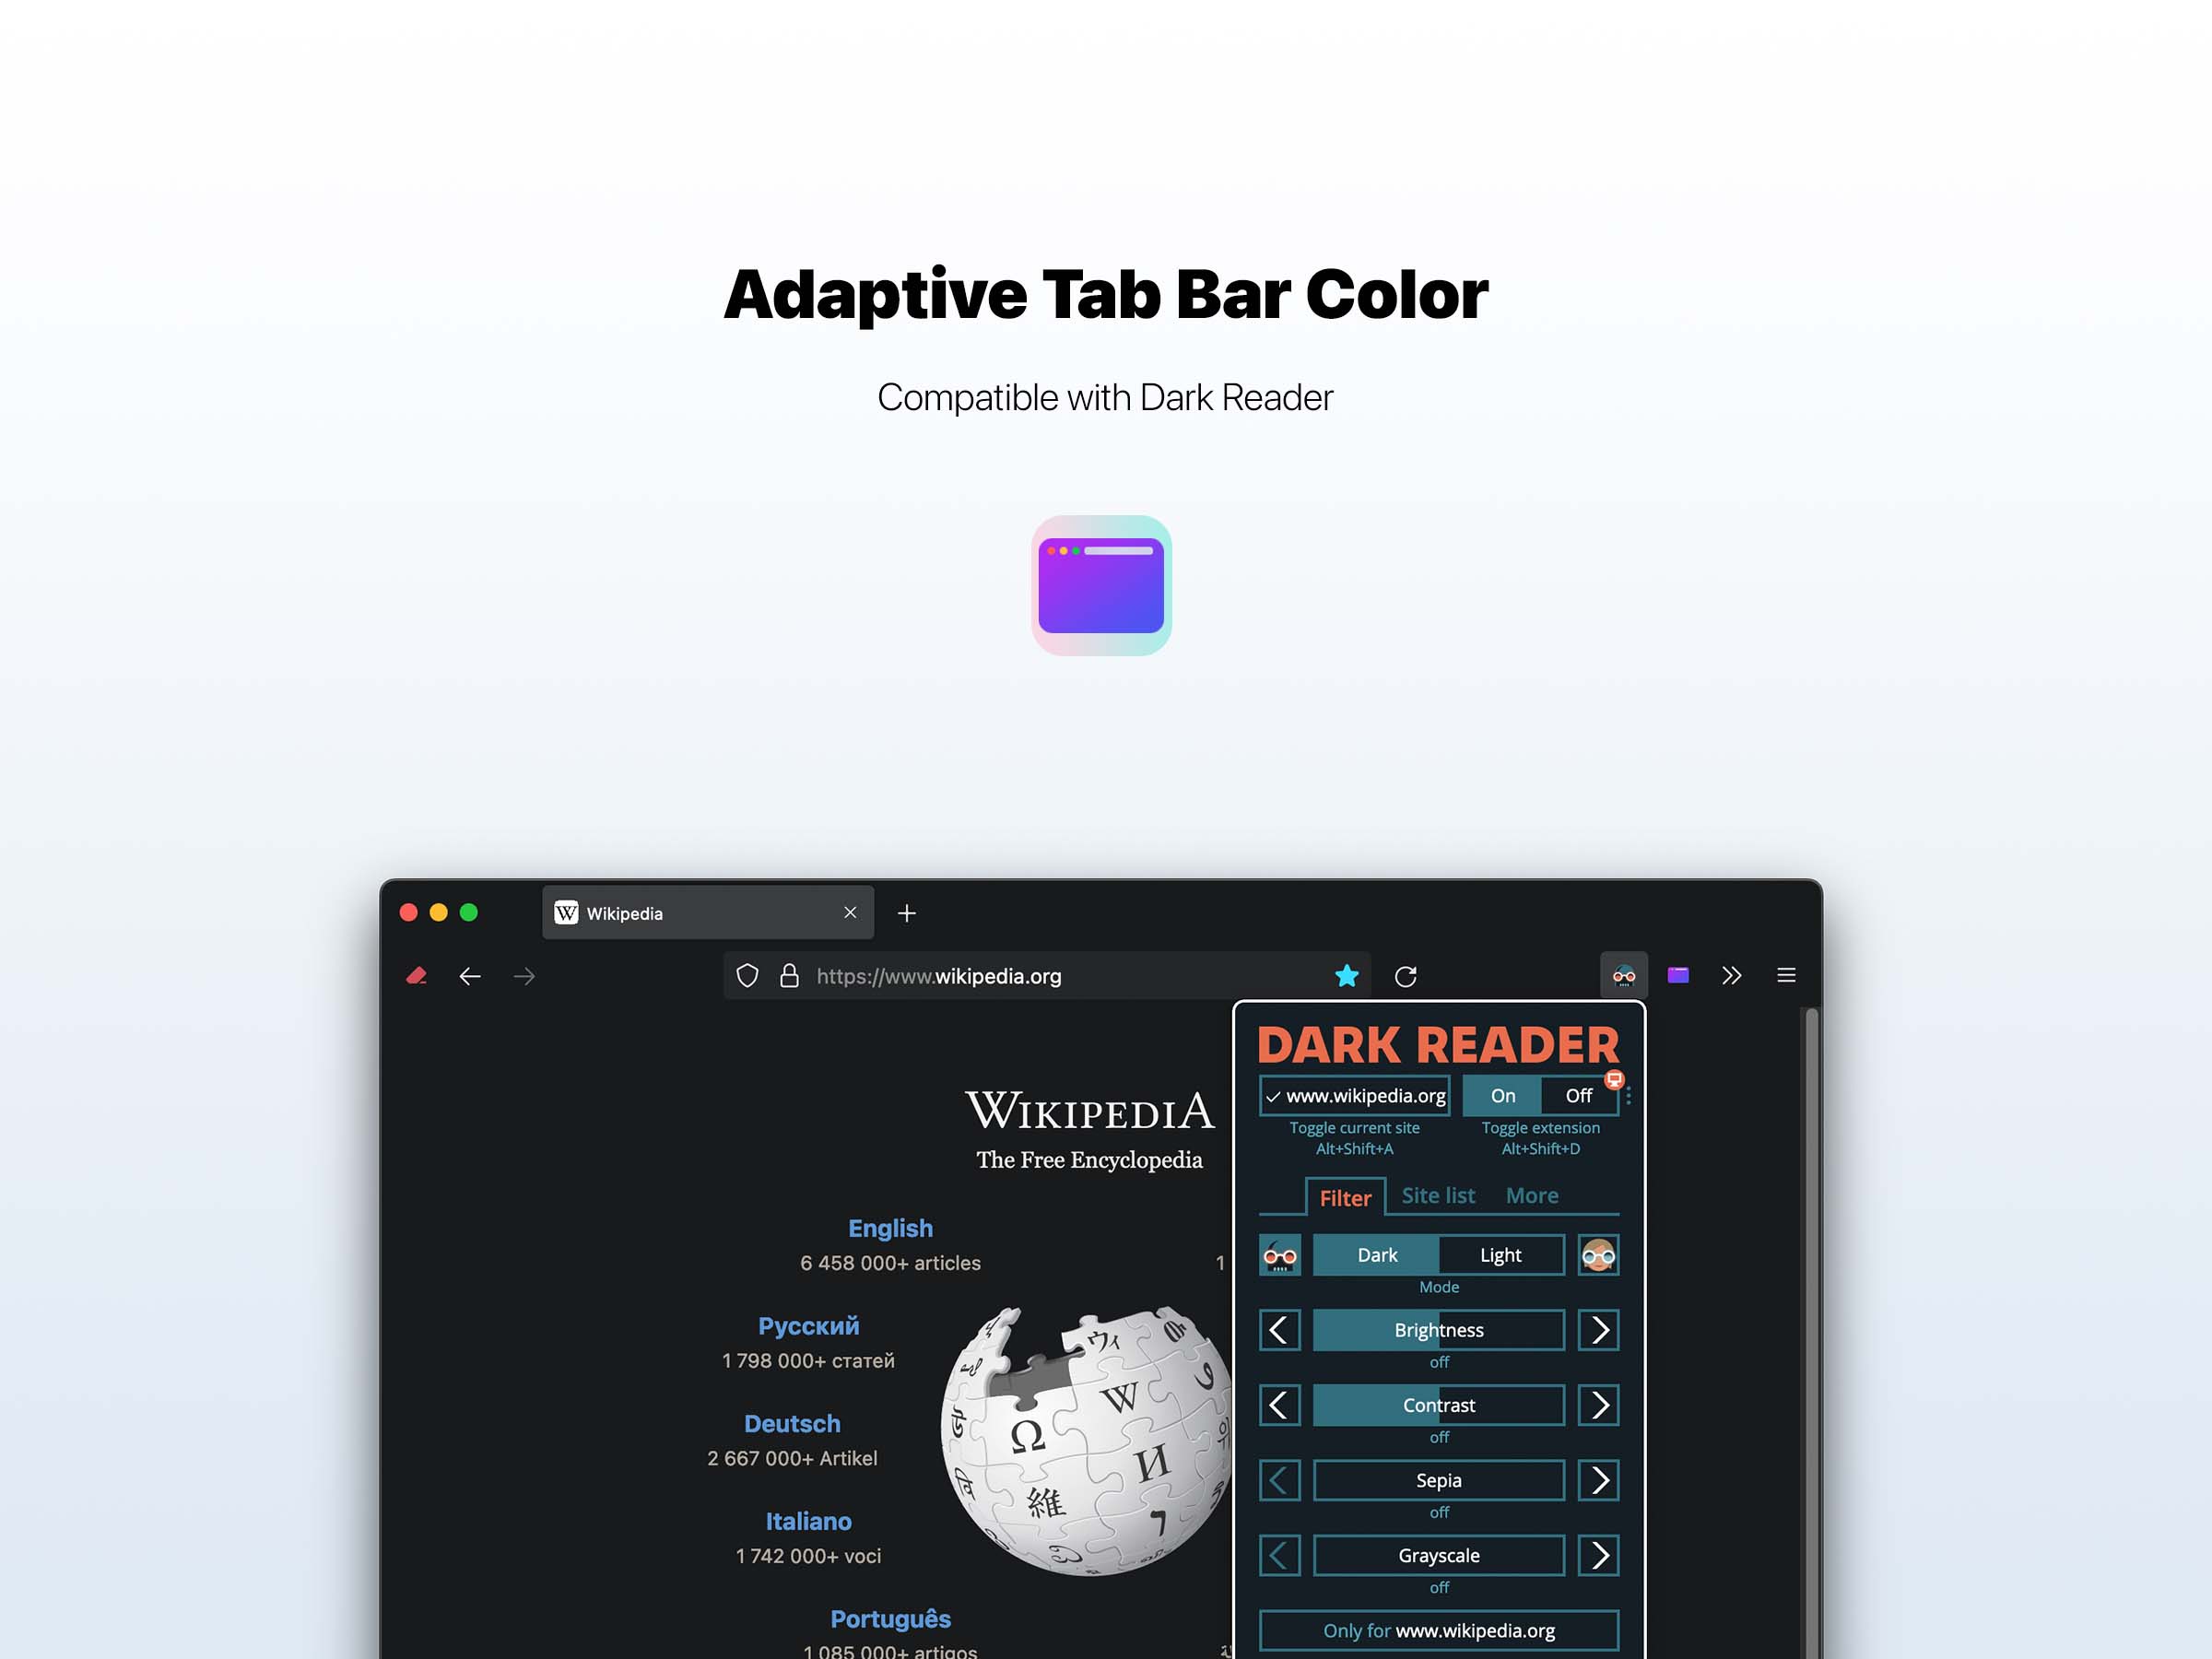 Adaptive Tab Bar Color
Compatible with Dark Reader
Wikipedia
https://www.wikipedia.org
WIKIPEDIA
The Free Encyclopedia
English
6 458 000+ articles
1
Русский
1 798 000+ статей
Deutsch
2 667 000+ Artikel
Italiano
1 742 000+ voci
Português
1 085 000+ artigos
W
Ω
И
維
ウィ
DARK READER
www.wikipedia.org
On Off
Toggle current site Toggle extension
Alt+Shift+A Alt+Shift+D
Filter Site list More
Dark Light
Mode
Brightness
off
Contrast
off
Sepia
off
Grayscale
off
Only for www.wikipedia.org